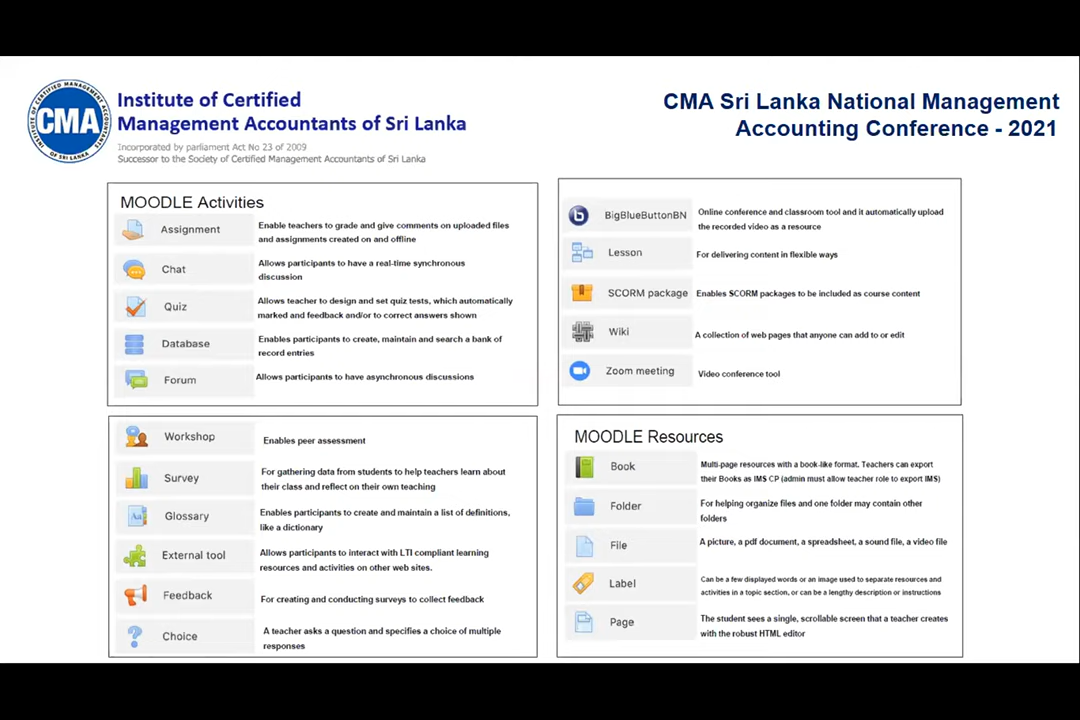 CMA
INSTITUTE OF CERTIFIED MANAGEMENT ACCOUNTANTS
OF SRI LANKA
Institute of Certified
Management Accountants of Sri Lanka
Incorporated by parliament Act No 23 of 2009
Successor to the Society of Certified Management Accountants of Sri Lanka
CMA Sri Lanka National Management
Accounting Conference - 2021
MOODLE Activities
Assignment
Enable teachers to grade and give comments on uploaded files
and assignments created on and offline
Chat
Allows participants to have a real-time synchronous
discussion
Quiz
Allows teacher to design and set quiz tests, which automatically
marked and feedback and/or to correct answers shown
Database
Enables participants to create, maintain and search a bank of
record entries
Forum
Allows participants to have asynchronous discussions
b
BigBlueButtonBN
Online conference and classroom tool and it automatically upload
the recorded video as a resource
Lesson
For delivering content in flexible ways
SCORM package
Enables SCORM packages to be included as course content
Wiki
A collection of web pages that anyone can add to or edit
Zoom meeting
Video conference tool
Workshop
Enables peer assessment
Survey
For gathering data from students to help teachers learn about
their class and reflect on their own teaching
Aa
Glossary
Enables participants to create and maintain a list of definitions,
like a dictionary
External tool
Allows participants to interact with LTI compliant learning
resources and activities on other web sites.
Feedback
For creating and conducting surveys to collect feedback
?
Choice
A teacher asks a question and specifies a choice of multiple
responses
MOODLE Resources
Book
Multi-page resources with a book-like format. Teachers can export
their Books as IMS CP (admin must allow teacher role to export IMS)
Folder
For helping organize files and one folder may contain other
folders
File
A picture, a pdf document, a spreadsheet, a sound file, a video file
Label
Can be a few displayed words or an image used to separate resources and
activities in a topic section, or can be a lengthy description or instructions
Page
The student sees a single, scrollable screen that a teacher creates
with the robust HTML editor